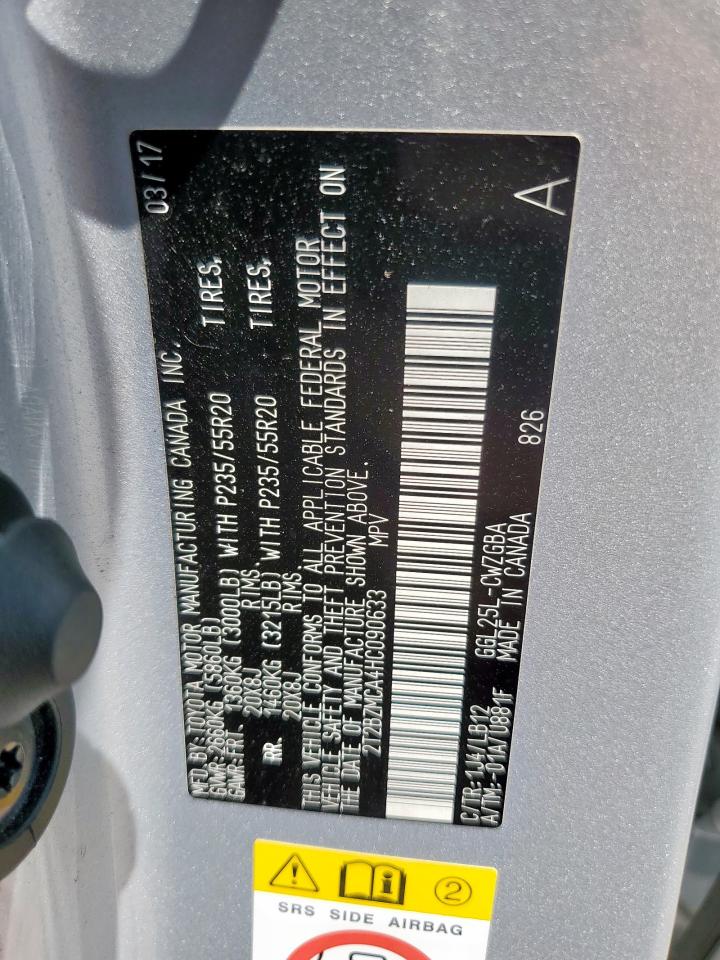 MFD BY:TOYOTA MOTOR MANUFACTURING CANADA INC. 03/17
GVWR:2660KG (5860LB)
GAWR:FRT. 1360KG (3000LB) WITH P235/55R20 TIRES,
20X8J RIMS
RR. 1460KG (3215LB) WITH P235/55R20 TIRES,
20X8J RIMS
THIS VEHICLE CONFORMS TO ALL APPLICABLE FEDERAL MOTOR
VEHICLE SAFETY AND THEFT PREVENTION STANDARDS IN EFFECT ON
THE DATE OF MANUFACTURE SHOWN ABOVE.
2T2BZMCA4HC090633 MPV
C/TR:1J4/LB12 GGL25L-CWZGBA 826
A/TM:-01A/U881F MADE IN CANADA A
2
SRS SIDE AIRBAG